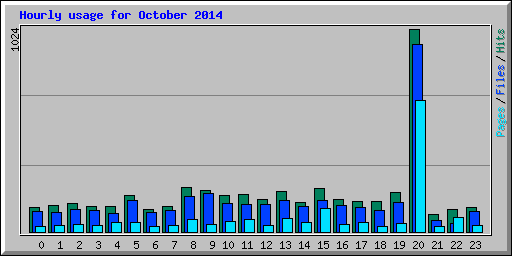 Hourly usage for October 2014
1024
Pages / Files / Hits
0 1 2 3 4 5 6 7 8 9 10 11 12 13 14 15 16 17 18 19 20 21 22 23